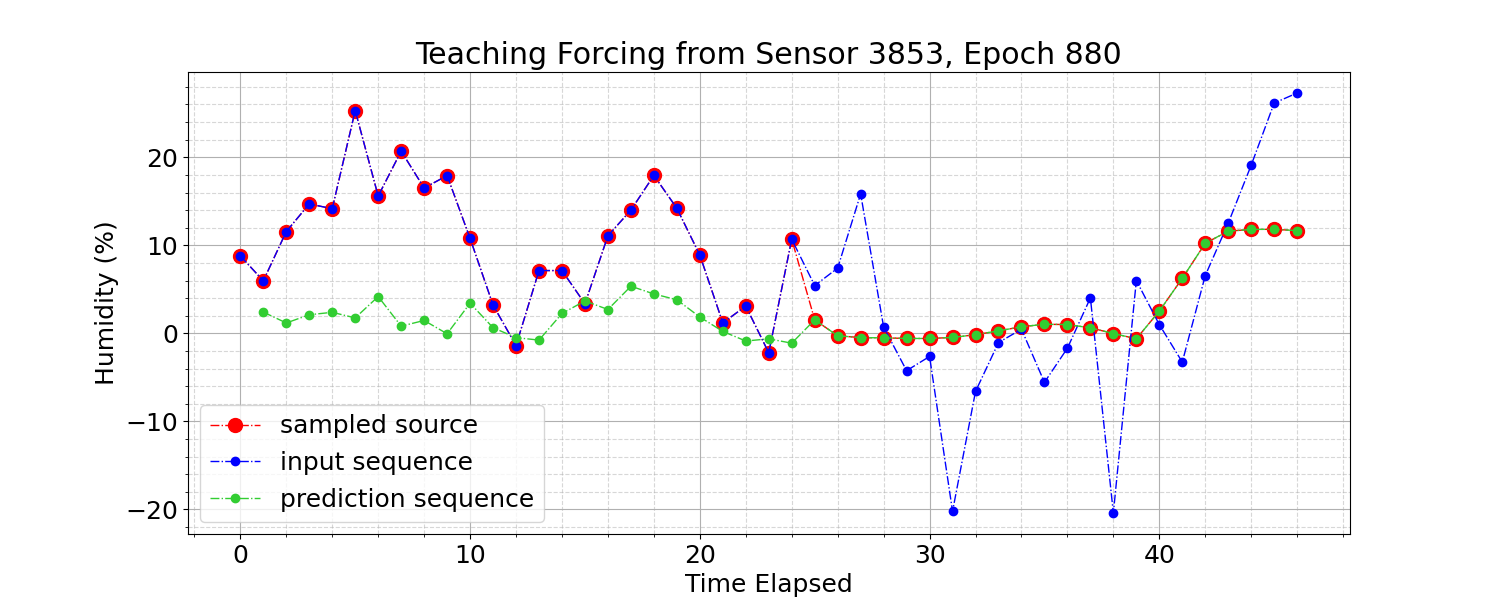 Teaching Forcing from Sensor 3853, Epoch 880
Humidity (%)
20
10
0
−10
−20
sampled source
input sequence
prediction sequence
0 10 20 30 40
Time Elapsed